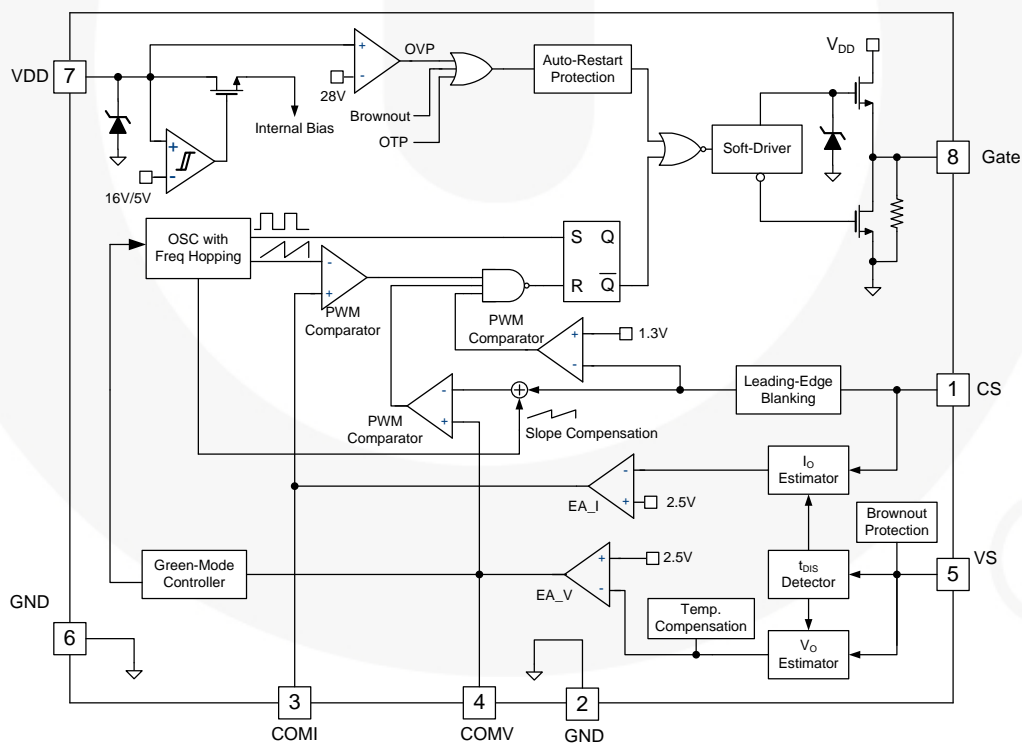 VDD
7
OVP
28V
Brownout
OTP
Auto-Restart
Protection
Internal Bias
16V/5V
VDD
Soft-Driver
8
Gate
OSC with
Freq Hopping
S Q
R Q
PWM
Comparator
PWM
Comparator
1.3V
Leading-Edge
Blanking
1
CS
PWM
Comparator
Slope Compensation
IO
Estimator
EA_I
2.5V
Brownout
Protection
Green-Mode
Controller
EA_V
2.5V
tDIS
Detector
5
VS
Temp.
Compensation
VO
Estimator
GND
6
3
COMI
4
COMV
2
GND